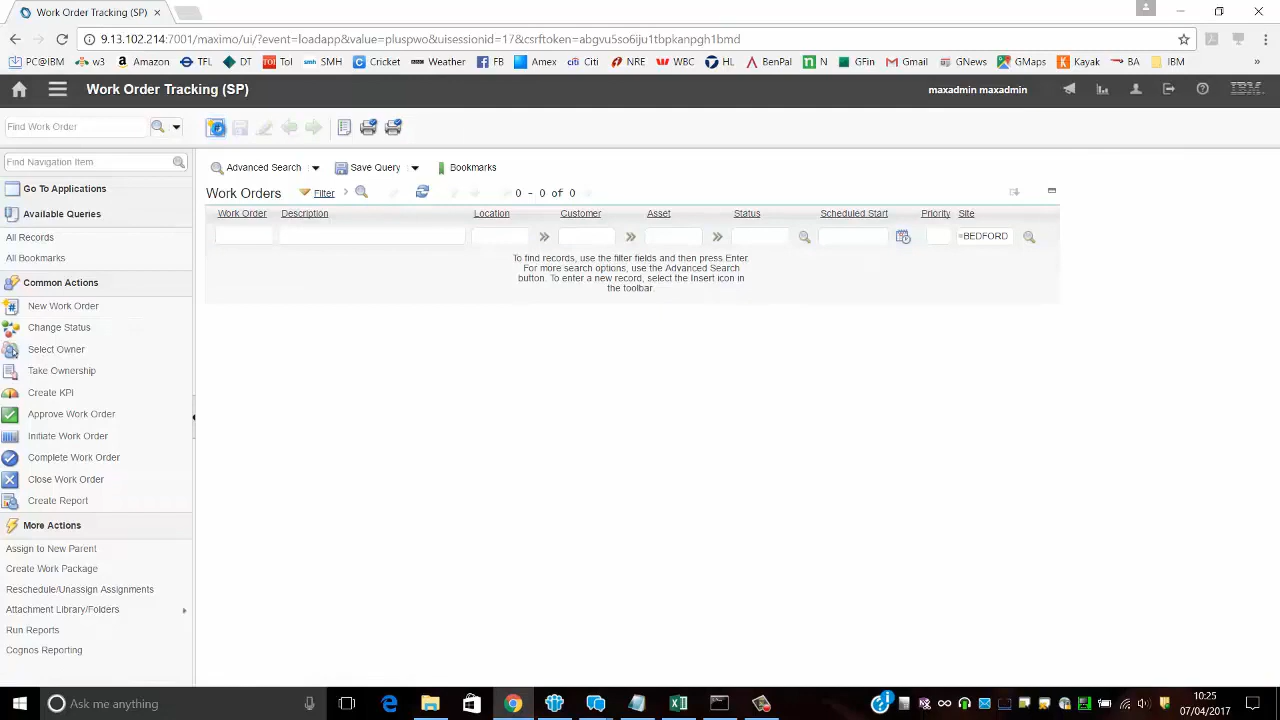 Work Order Tracking (SP)
9.13.102.214:7001/maximo/ui/?event=loadapp&value=pluspwo&uisessionid=17&csrftoken=abgvu5so6iju1tbpkanpgh1bmd
PC@IBM w3 Amazon TFL DT ToI SMH Cricket Weather FB Amex Citi NRE WBC HL BenPal N GFin Gmail GNews GMaps Kayak BA IBM »
Work Order Tracking (SP) maxadmin maxadmin IBM
Find Work Order
Find Navigation Item
Go To Applications
Available Queries
All Records
All Bookmarks
Common Actions
New Work Order
Change Status
Select Owner
Take Ownership
Create KPI
Approve Work Order
Initiate Work Order
Complete Work Order
Close Work Order
Create Report
More Actions
Assign to New Parent
Create Work Package
Reschedule/Unassign Assignments
Attachment Library/Folders
Run Reports
Cognos Reporting
Advanced Search Save Query Bookmarks
Work Orders Filter 0 - 0 of 0
Work Order Description Location Customer Asset Status Scheduled Start Priority Site
=BEDFORD
To find records, use the filter fields and then press Enter.
For more search options, use the Advanced Search
button. To enter a new record, select the Insert icon in
the toolbar.
Ask me anything
10:25
07/04/2017